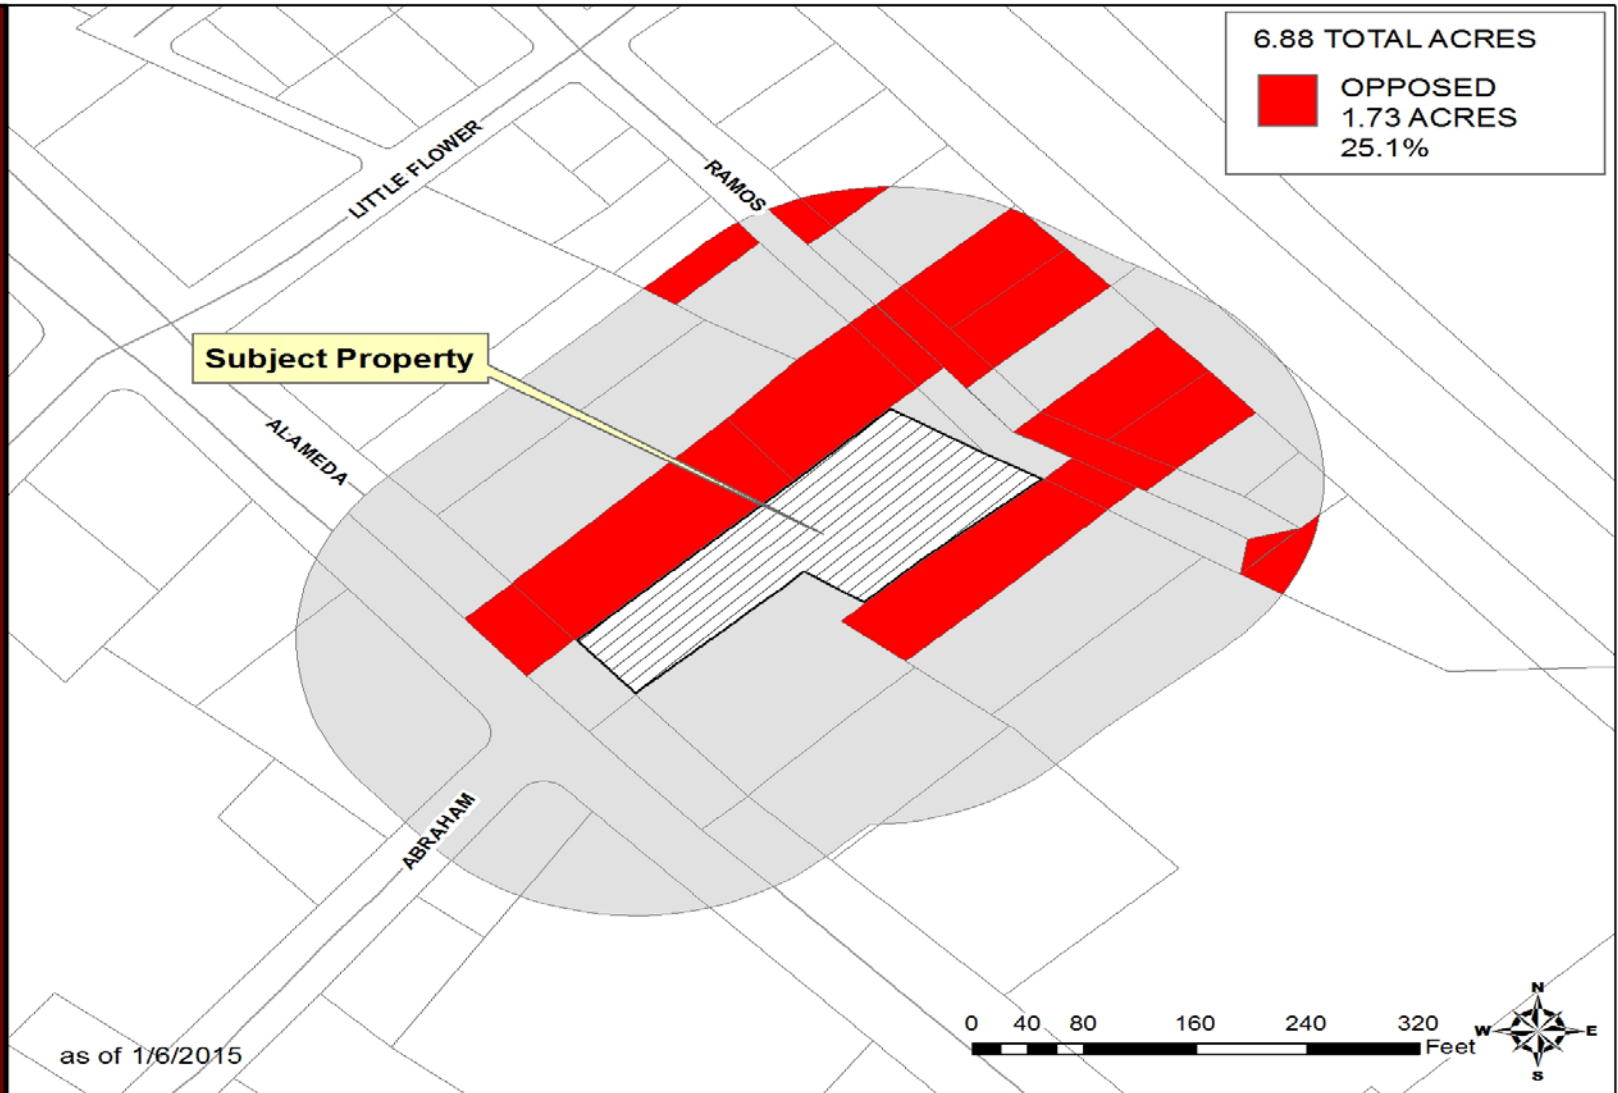 6.88 TOTAL ACRES
OPPOSED
1.73 ACRES
25.1%
LITTLE FLOWER
RAMOS
Subject Property
ALAMEDA
ABRAHAM
as of 1/6/2015
0 40 80 160 240 320
Feet
N
W E
S